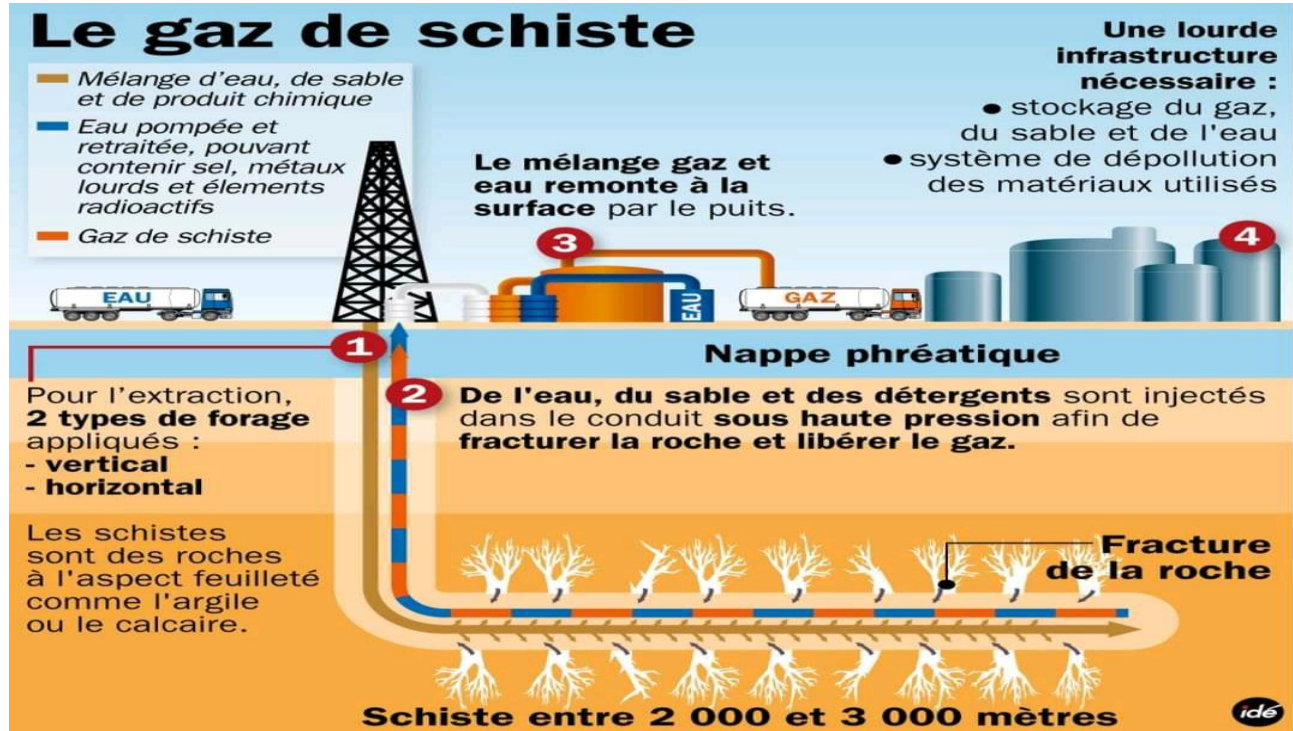 Le gaz de schiste
Mélange d'eau, de sable
et de produit chimique
Eau pompée et
retraitée, pouvant
contenir sel, métaux
lourds et élements
radioactifs
Gaz de schiste
Une lourde
infrastructure
nécessaire :
● stockage du gaz,
du sable et de l'eau
● système de dépollution
des matériaux utilisés
Le mélange gaz et
eau remonte à la
surface par le puits.
3
4
EAU
EAU
GAZ
1
Nappe phréatique
Pour l'extraction,
2 types de forage
appliqués :
- vertical
- horizontal
2
De l'eau, du sable et des détergents sont injectés
dans le conduit sous haute pression afin de
fracturer la roche et libérer le gaz.
Les schistes
sont des roches
à l'aspect feuilleté
comme l'argile
ou le calcaire.
Fracture
de la roche
Schiste entre 2 000 et 3 000 mètres
idé